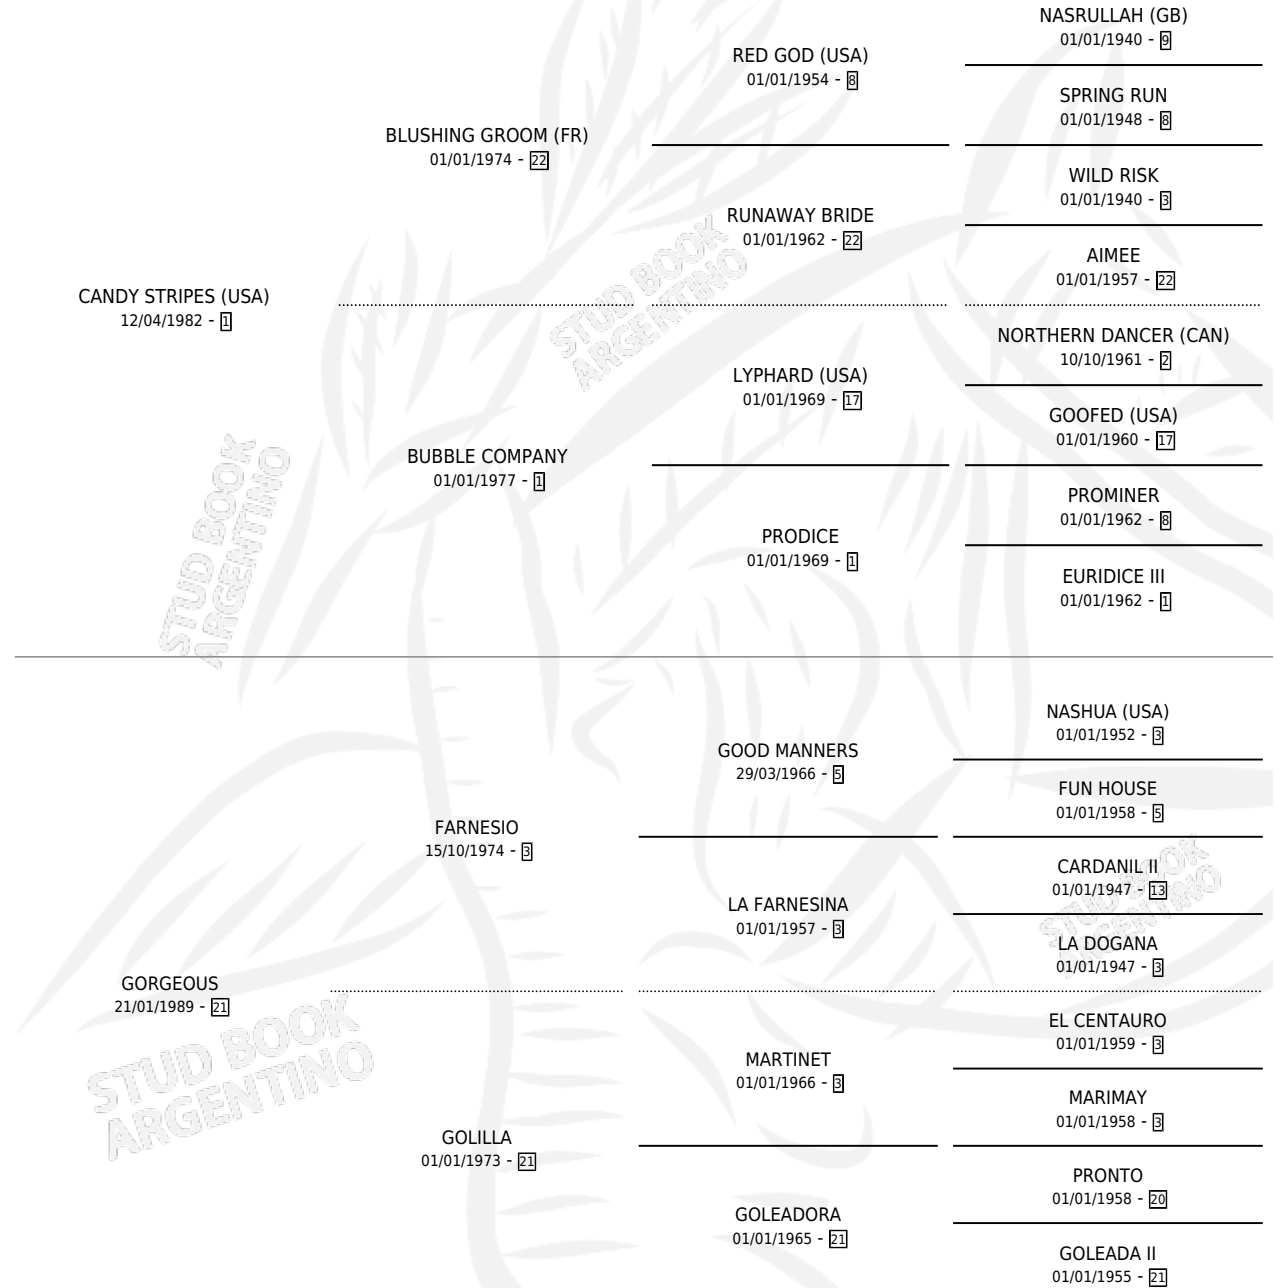 NASRULLAH (GB)
01/01/1940 - 9
RED GOD (USA)
01/01/1954 - 8
SPRING RUN
01/01/1948 - 8
BLUSHING GROOM (FR)
01/01/1974 - 22
WILD RISK
01/01/1940 - 3
RUNAWAY BRIDE
01/01/1962 - 22
AIMEE
01/01/1957 - 22
CANDY STRIPES (USA)
12/04/1982 - 1
NORTHERN DANCER (CAN)
10/10/1961 - 2
LYPHARD (USA)
01/01/1969 - 17
GOOFED (USA)
01/01/1960 - 17
BUBBLE COMPANY
01/01/1977 - 1
PROMINER
01/01/1962 - 8
PRODICE
01/01/1969 - 1
EURIDICE III
01/01/1962 - 1
STUD BOOK
ARGENTINO
STUD BOOK
ARGENTINO
NASHUA (USA)
01/01/1952 - 3
GOOD MANNERS
29/03/1966 - 5
FUN HOUSE
01/01/1958 - 5
FARNESIO
15/10/1974 - 3
CARDANIL II
01/01/1947 - 13
LA FARNESINA
01/01/1957 - 3
LA DOGANA
01/01/1947 - 3
GORGEOUS
21/01/1989 - 21
EL CENTAURO
01/01/1959 - 3
MARTINET
01/01/1966 - 3
MARIMAY
01/01/1958 - 3
GOLILLA
01/01/1973 - 21
PRONTO
01/01/1958 - 20
GOLEADORA
01/01/1965 - 21
GOLEADA II
01/01/1955 - 21
STUD BOOK
ARGENTINO
STUD BOOK
ARGENTINO